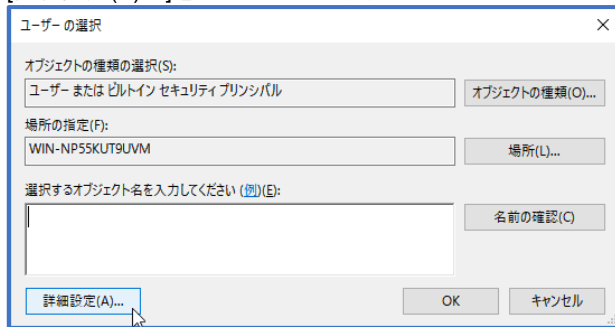 ユーザー の選択
オブジェクトの種類の選択(S):
ユーザー または ビルトイン セキュリティ プリンシパル
オブジェクトの種類(O)...
場所の指定(F):
WIN-NP55KUT9UVM
場所(L)...
選択するオブジェクト名を入力してください (例)(E):
名前の確認(C)
詳細設定(A)...
OK
キャンセル